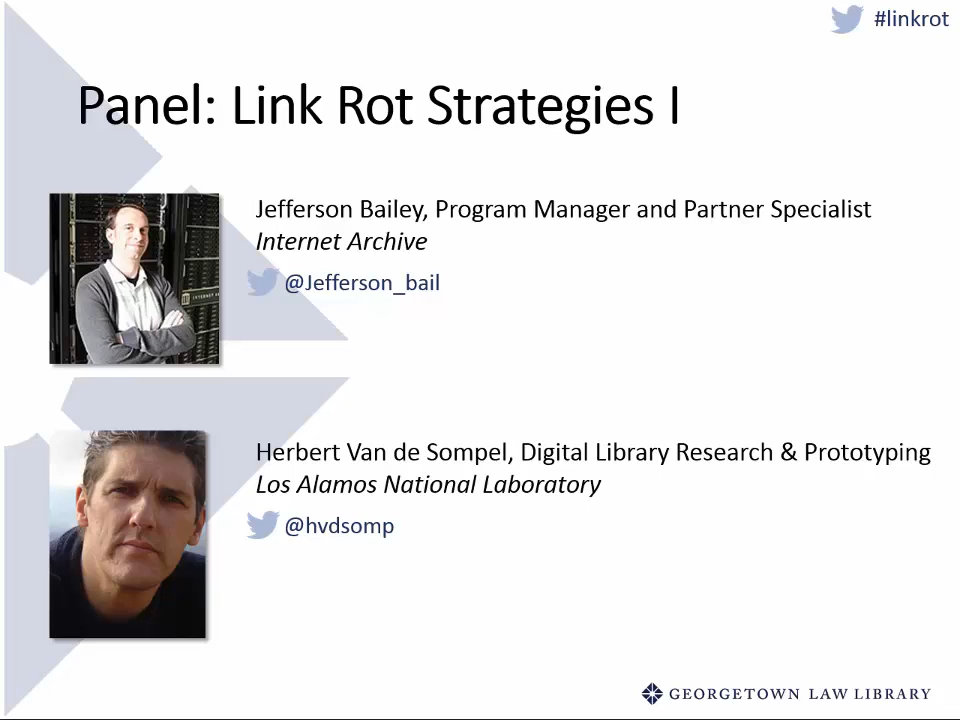 #linkrot
Panel: Link Rot Strategies I
Jefferson Bailey, Program Manager and Partner Specialist
Internet Archive
@Jefferson_bail
Herbert Van de Sompel, Digital Library Research & Prototyping
Los Alamos National Laboratory
@hvdsomp
GEORGETOWN LAW LIBRARY